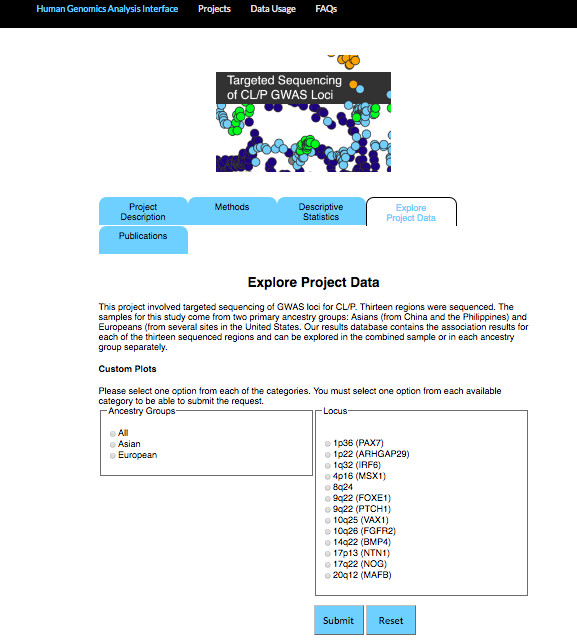 Human Genomics Analysis Interface Projects Data Usage FAQs
Targeted Sequencing
of CL/P GWAS Loci
Project
Description
Methods
Descriptive
Statistics
Explore
Project Data
Publications
Explore Project Data
This project involved targeted sequencing of GWAS loci for CL/P. Thirteen regions were sequenced. The
samples for this study come from two primary ancestry groups: Asians (from China and the Philippines) and
Europeans (from several sites in the United States. Our results database contains the association results for
each of the thirteen sequenced regions and can be explored in the combined sample or in each ancestry
group separately.
Custom Plots
Please select one option from each of the categories. You must select one option from each available
category to be able to submit the request.
Ancestry Groups
All
Asian
European
Locus
1p36 (PAX7)
1p22 (ARHGAP29)
1q32 (IRF6)
4p16 (MSX1)
8q24
9q22 (FOXE1)
9q22 (PTCH1)
10q25 (VAX1)
10q26 (FGFR2)
14q22 (BMP4)
17p13 (NTN1)
17q22 (NOG)
20q12 (MAFB)
Submit Reset